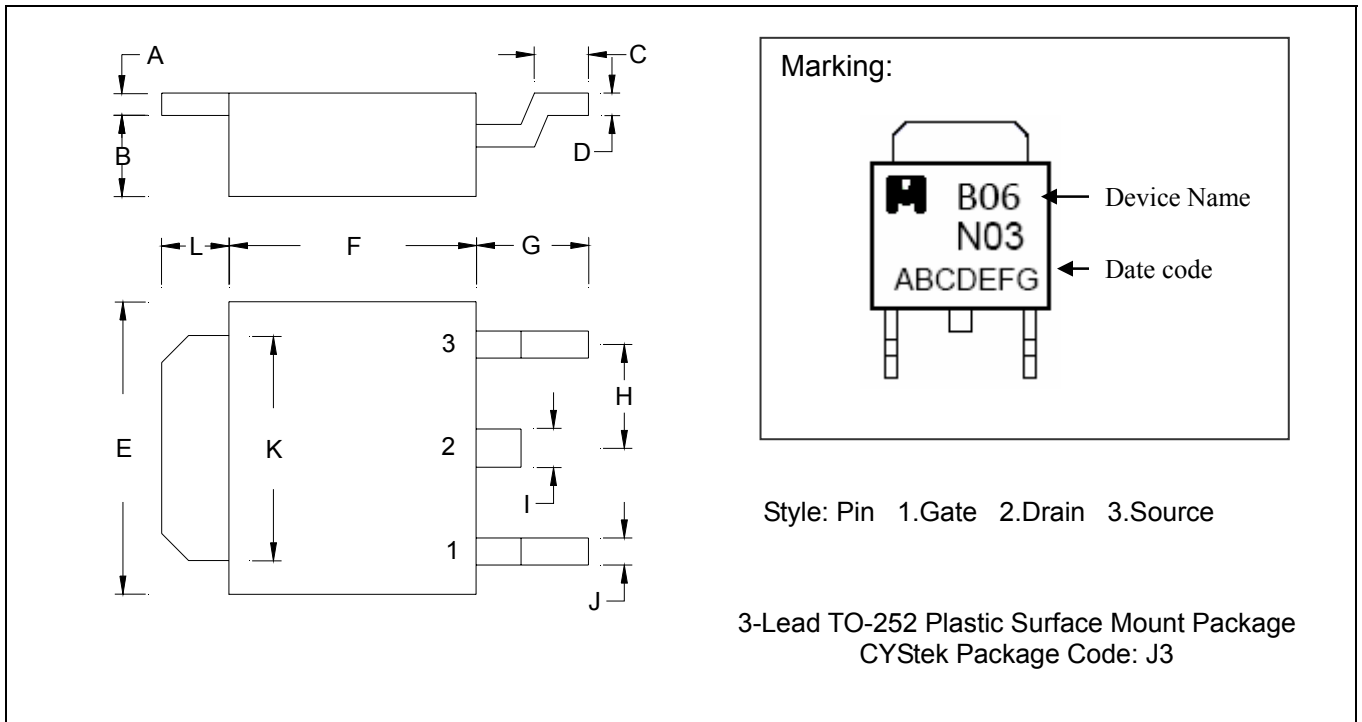 A
C
B
D
L
F
G
3
H
E
K
2
I
1
J
Marking:
B06
Device Name
N03
ABCDEFG
Date code
Style: Pin 1.Gate 2.Drain 3.Source
3-Lead TO-252 Plastic Surface Mount Package
CYStek Package Code: J3